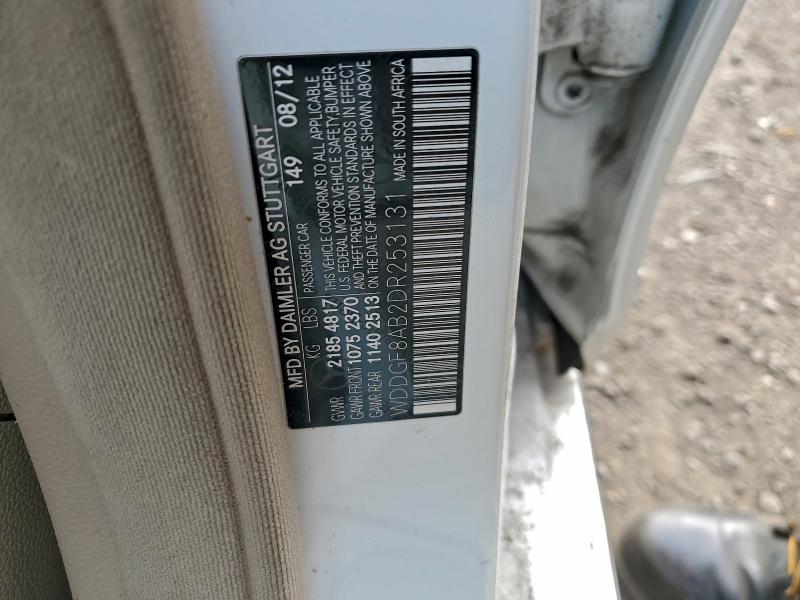 MFD BY DAIMLER AG STUTTGART
149 08/12
KG LBS PASSENGER CAR
GVWR 2185 4817 THIS VEHICLE CONFORMS TO ALL APPLICABLE
U.S. FEDERAL MOTOR VEHICLE SAFETY, BUMPER
GAWR FRONT 1075 2370 AND THEFT PREVENTION STANDARDS IN EFFECT
GAWR REAR 1140 2513 ON THE DATE OF MANUFACTURE SHOWN ABOVE
WDDGF8AB2DR253131 MADE IN SOUTH AFRICA